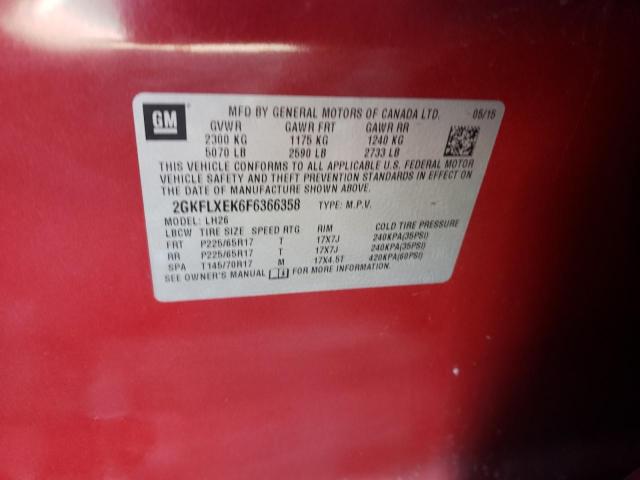 GM
MFD BY GENERAL MOTORS OF CANADA LTD. 05/15
GVWR GAWR FRT GAWR RR
2300 KG 1175 KG 1240 KG
5070 LB 2590 LB 2733 LB
THIS VEHICLE CONFORMS TO ALL APPLICABLE U.S. FEDERAL MOTOR
VEHICLE SAFETY AND THEFT PREVENTION STANDARDS IN EFFECT ON
THE DATE OF MANUFACTURE SHOWN ABOVE.
2GKFLXEK6F6366358 TYPE: M.P.V.
MODEL: LH26
LBCW TIRE SIZE SPEED RTG RIM COLD TIRE PRESSURE
FRT P225/65R17 T 17X7J 240KPA(35PSI)
RR P225/65R17 T 17X7J 240KPA(35PSI)
SPA T145/70R17 M 17X4.5T 420KPA(60PSI)
SEE OWNER'S MANUAL FOR MORE INFORMATION.